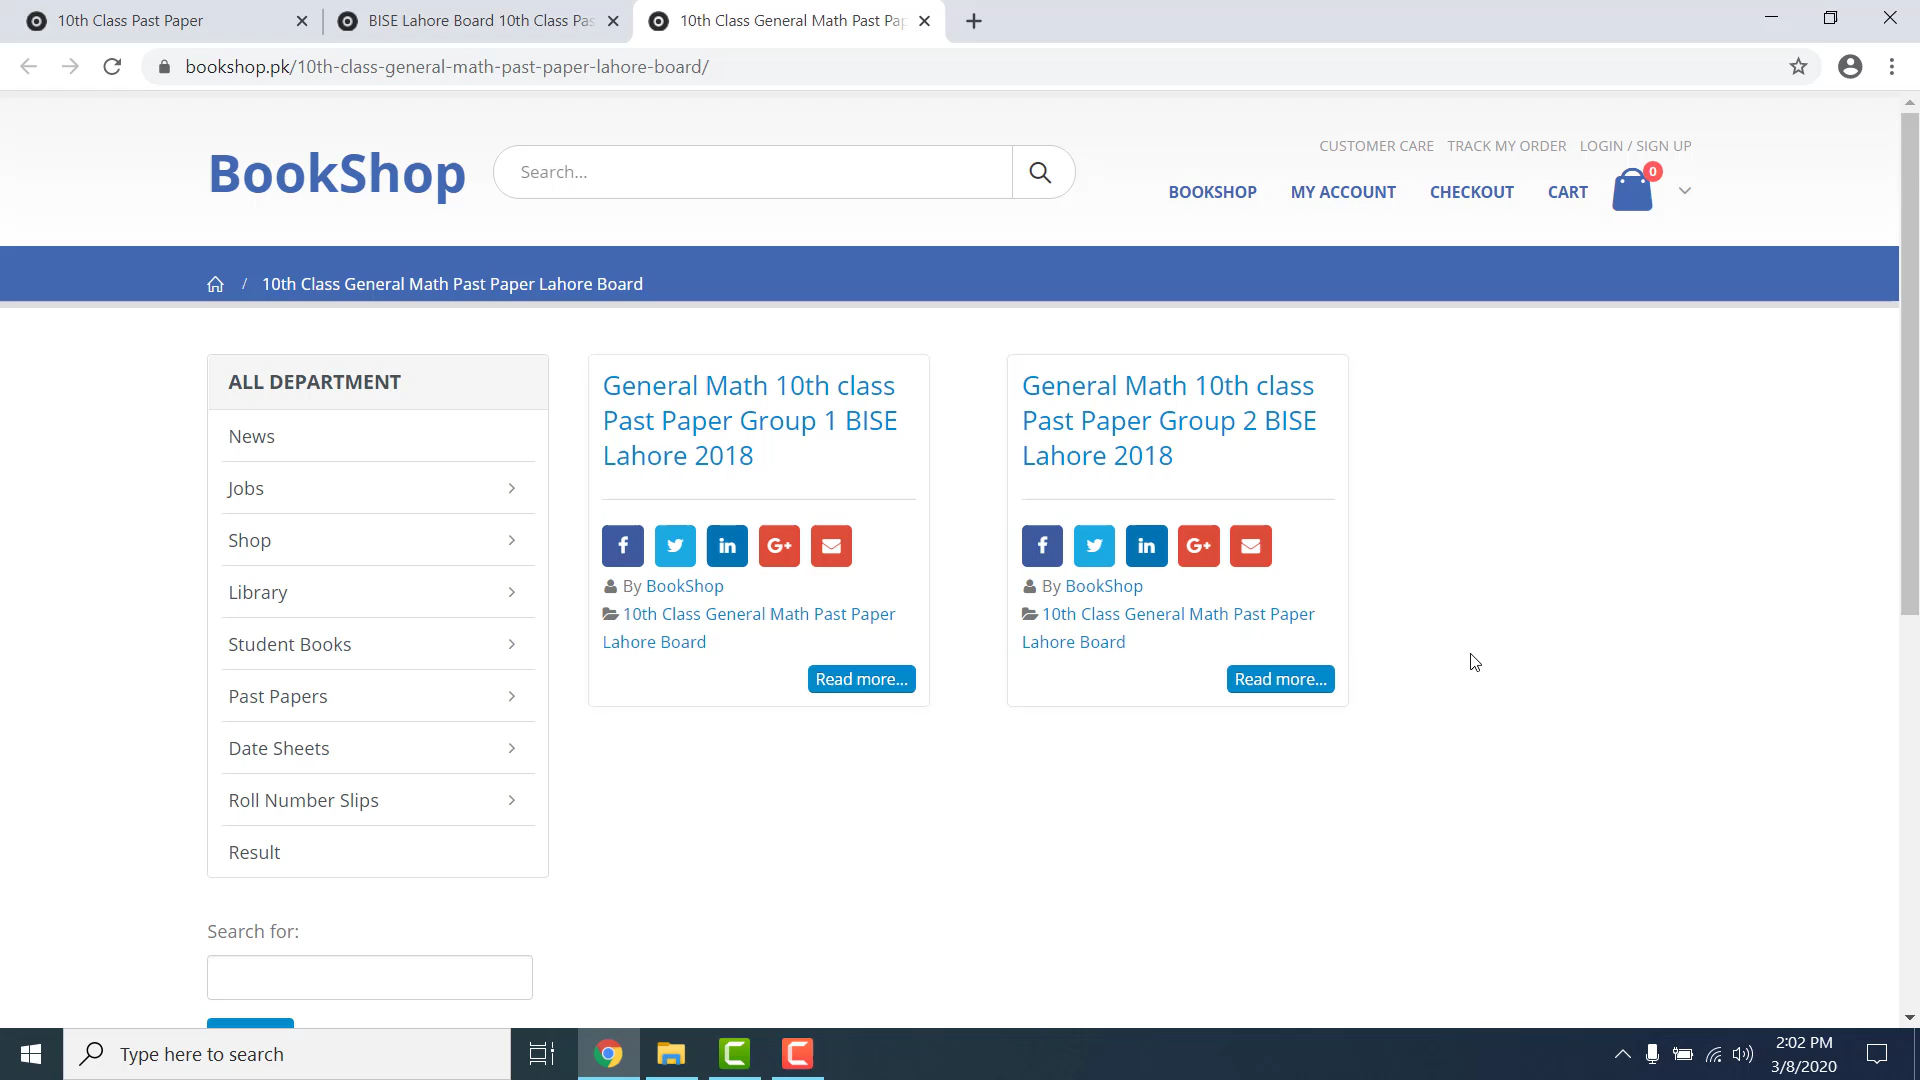 10th Class Past Paper
BISE Lahore Board 10th Class Pas
10th Class General Math Past Pap
bookshop.pk/10th-class-general-math-past-paper-lahore-board/
CUSTOMER CARE TRACK MY ORDER LOGIN / SIGN UP
BookShop
Search...
BOOKSHOP MY ACCOUNT CHECKOUT CART 0
/ 10th Class General Math Past Paper Lahore Board
ALL DEPARTMENT
News
Jobs
Shop
Library
Student Books
Past Papers
Date Sheets
Roll Number Slips
Result
Search for:
General Math 10th class
Past Paper Group 1 BISE
Lahore 2018
f in G+
By BookShop
10th Class General Math Past Paper
Lahore Board
Read more...
General Math 10th class
Past Paper Group 2 BISE
Lahore 2018
f in G+
By BookShop
10th Class General Math Past Paper
Lahore Board
Read more...
Type here to search
2:02 PM
3/8/2020